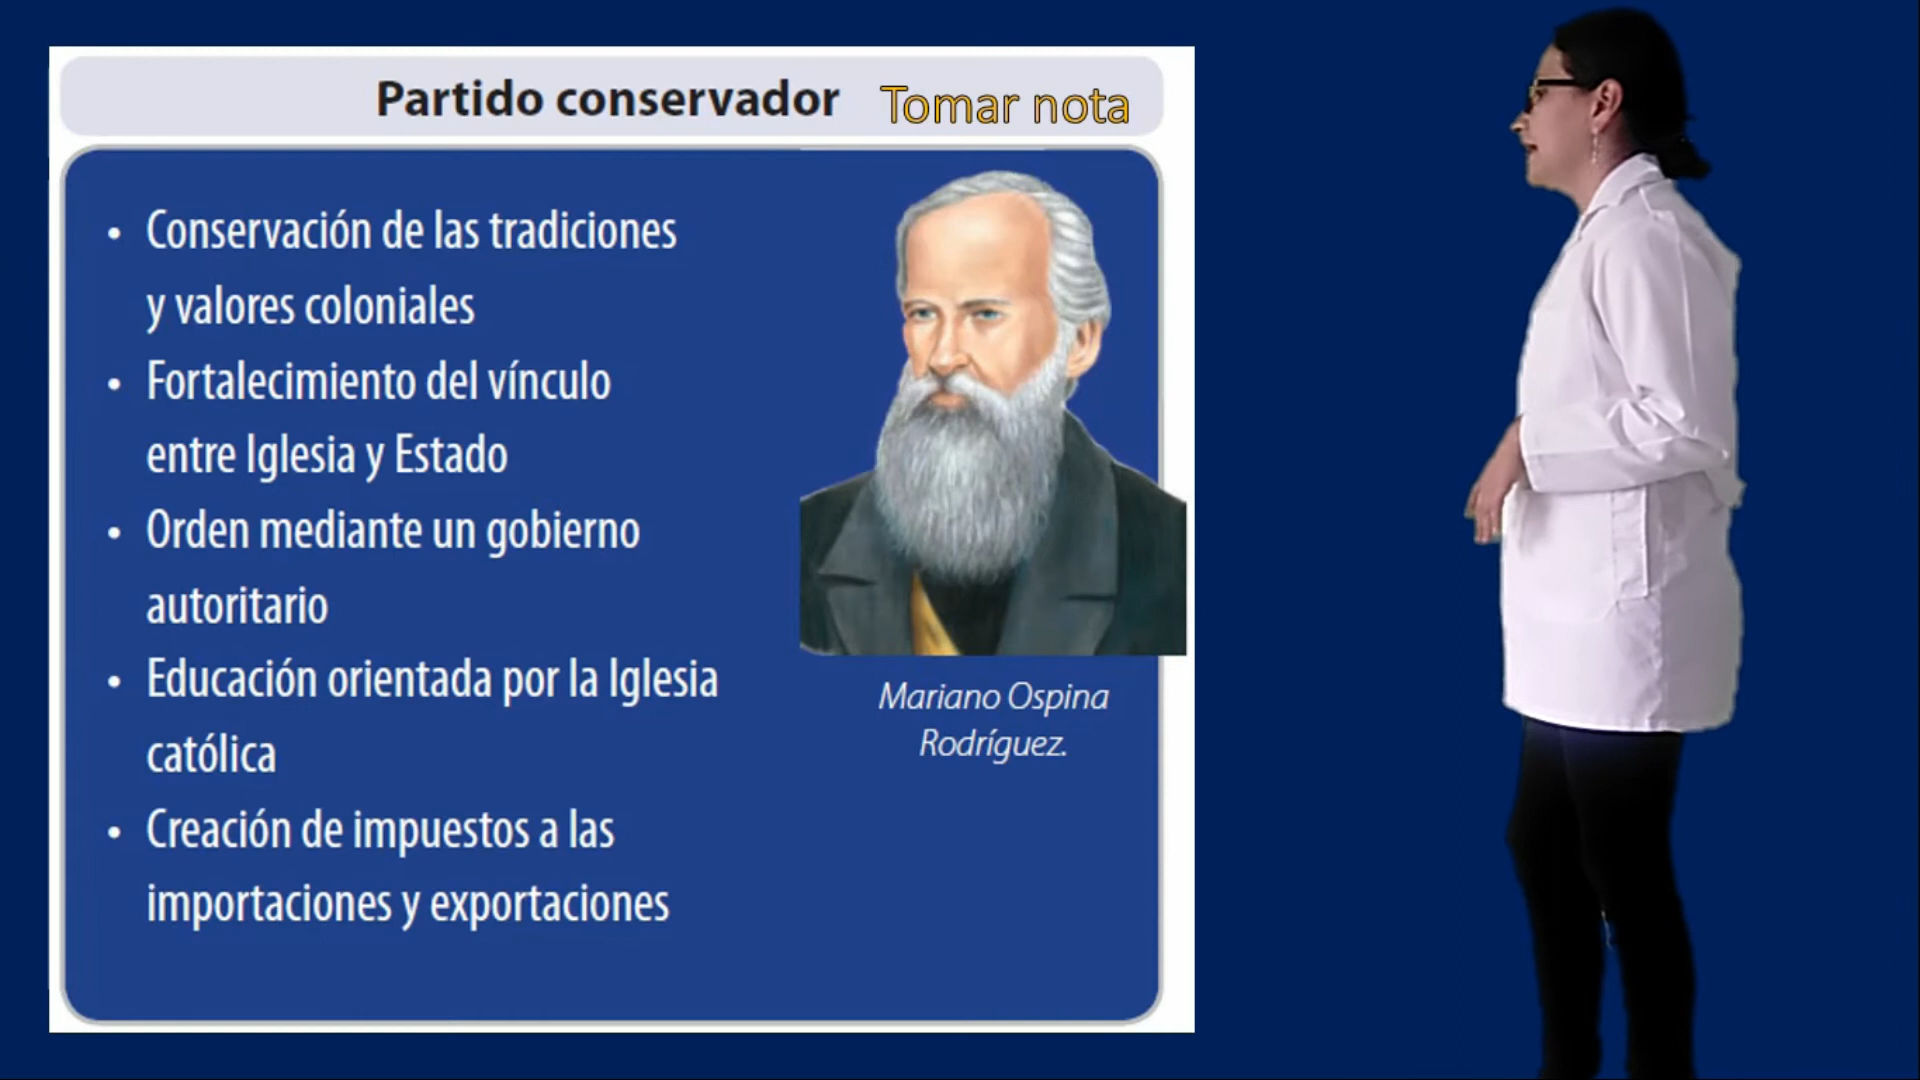 Partido conservador Tomar nota
• Conservación de las tradiciones
y valores coloniales
• Fortalecimiento del vínculo
entre Iglesia y Estado
• Orden mediante un gobierno
autoritario
• Educación orientada por la Iglesia
católica
• Creación de impuestos a las
importaciones y exportaciones
Mariano Ospina
Rodríguez.